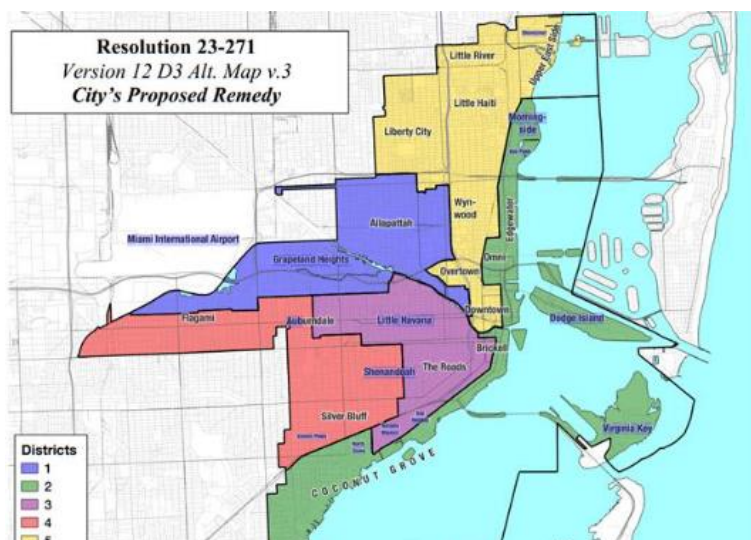 Resolution 23-271
Version 12 D3 Alt. Map v.3
City's Proposed Remedy
Little River
Upper East Side
Little Haiti
Liberty City
Morning-
side
Wyn-
wood
Edgewater
Allapattah
Miami International Airport
Grapeland Heights
Overtown
Omni
Downtown
Dodge Island
Flagami
Auburndale
Little Havana
Brickell
The Roads
Shenandoah
Silver Bluff
Virginia Key
COCONUT GROVE
Districts
1
2
3
4
5